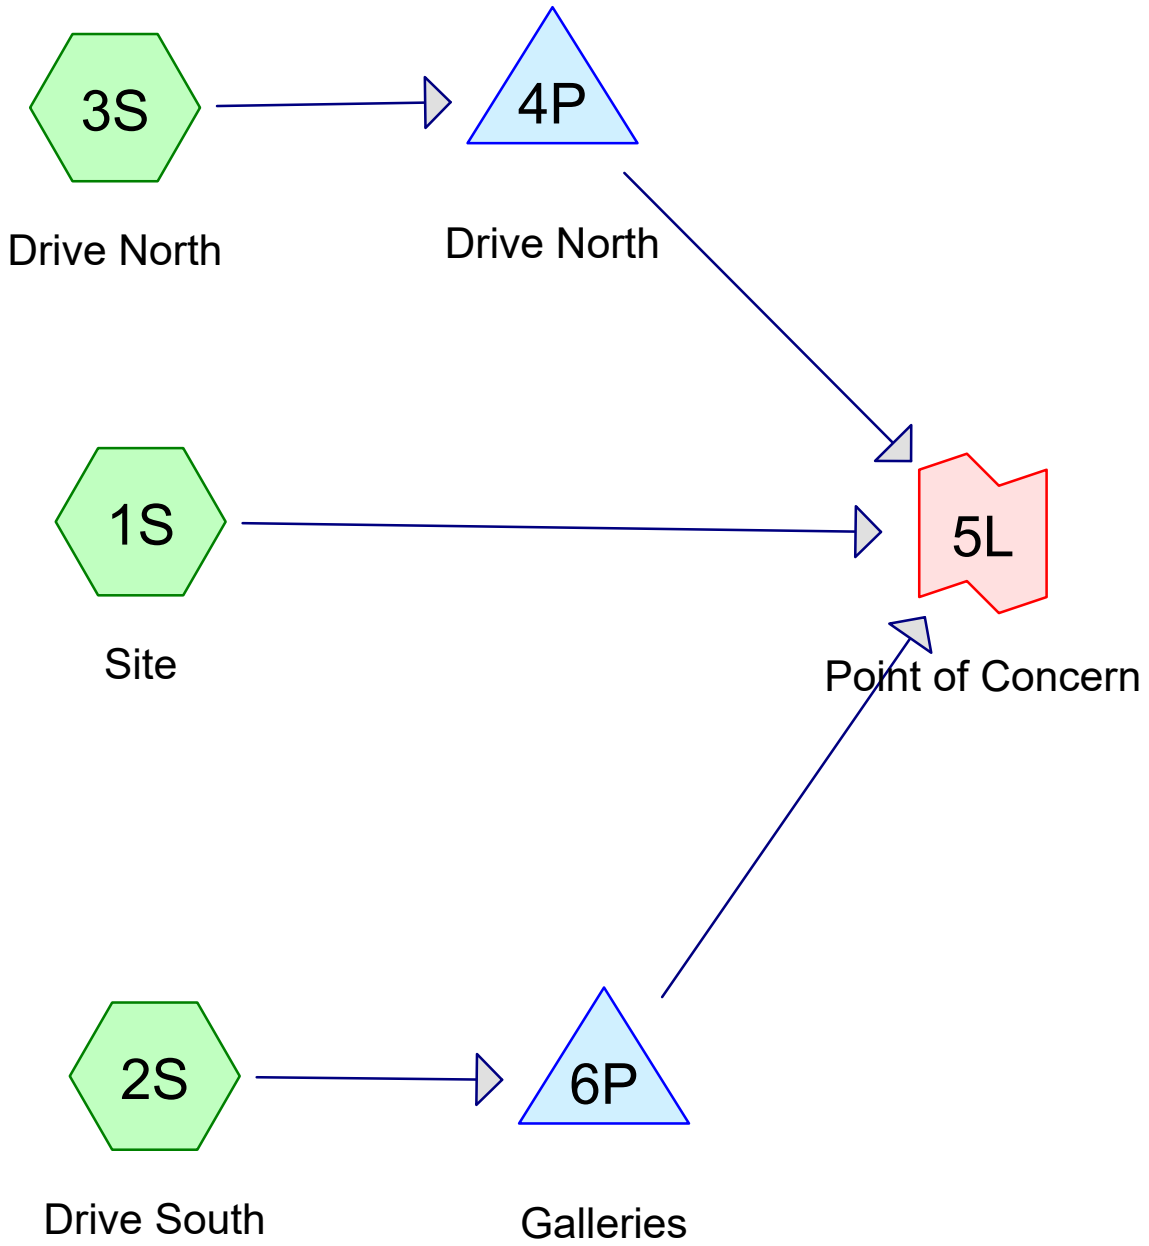 3S
4P
Drive North
Drive North
1S
5L
Site
Point of Concern
2S
6P
Drive South
Galleries